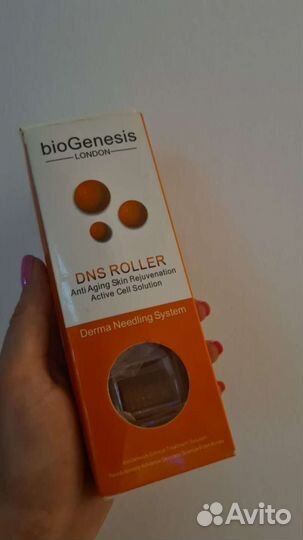 bioGenesis
LONDON
DNS ROLLER
Anti Aging Skin Rejuvenation
Active Cell Solution
Derma Needling System
Avito